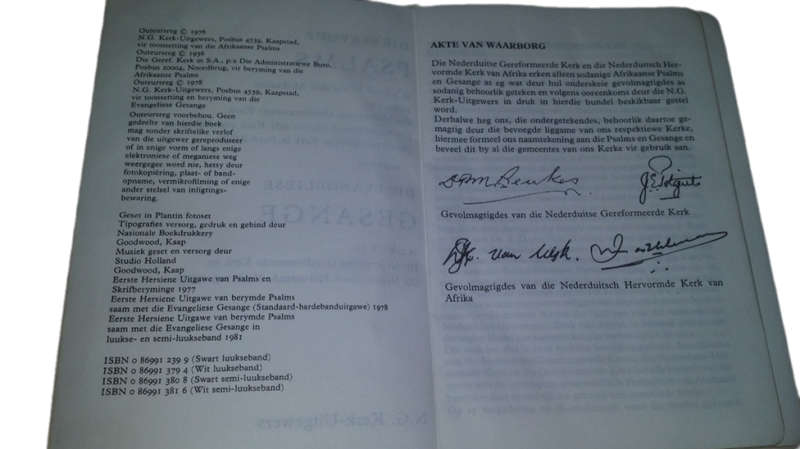 Outeursreg © 1976
N.G. Kerk-Uitgewers, Posbus 4539, Kaapstad,
vir toonsetting van die Afrikaanse Psalms
Outeursreg © 1936
Die Geref. Kerk in S.A., p.a Die Administratiewe Buro,
Posbus 20004, Noordbrug, vir beryming van die
Afrikaanse Psalms
Outeursreg © 1978
N.G. Kerk-Uitgewers, Posbus 4539, Kaapstad,
vir toonsetting en beryming van die
Evangeliese Gesange
Outeursreg voorbehou. Geen
gedeelte van hierdie boek
mag sonder skriftelike verlof
van die uitgewer gereproduseer
of in enige vorm of langs enige
elektroniese of meganiese weg
weergegee word nie, hetsy deur
fotokopiëring, plaat- of band-
opname, vermikrofilming of enige
ander stelsel van inligtings-
bewaring.
Geset in Plantin fotoset
Tipografies versorg, gedruk en gebind deur
Nasionale Boekdrukkery
Goodwood, Kaap
Musiek geset en versorg deur
Studio Holland
Goodwood, Kaap
Eerste Hersiene Uitgawe van Psalms en
Skrifberyminge 1977
Eerste Hersiene Uitgawe van berymde Psalms
saam met die Evangeliese Gesange (Standaard-hardebanduitgawe) 1978
Eerste Hersiene Uitgawe van berymde Psalms
saam met die Evangeliese Gesange in
luukse- en semi-luukseband 1981
ISBN 0 86991 239 9 (Swart luukseband)
ISBN 0 86991 379 4 (Wit luukseband)
ISBN 0 86991 380 8 (Swart semi-luukseband)
ISBN 0 86991 381 6 (Wit semi-luukseband)
AKTE VAN WAARBORG
Die Nederduitse Gereformeerde Kerk en die Nederduitsch Her-
vormde Kerk van Afrika erken alleen sodanige Afrikaanse Psalms
en Gesange as eg wat deur hul onderskeie gevolmagtigdes as
sodanig behoorlik geteken en volgens ooreenkoms deur die N.G.
Kerk-Uitgewers in druk in hierdie bundel beskikbaar gestel
word.
Derhalwe heg ons, die ondergetekendes, behoorlik daartoe ge-
magtig deur die bevoegde liggame van ons respektiewe Kerke,
hiermee formeel ons naamtekening aan die Psalms en Gesange en
beveel dit by al die gemeentes van ons Kerke vir gebruik aan.
Beukes
Gevolmagtigdes van die Nederduitse Gereformeerde Kerk
van Wyk.
Gevolmagtigdes van die Nederduitsch Hervormde Kerk van
Afrika